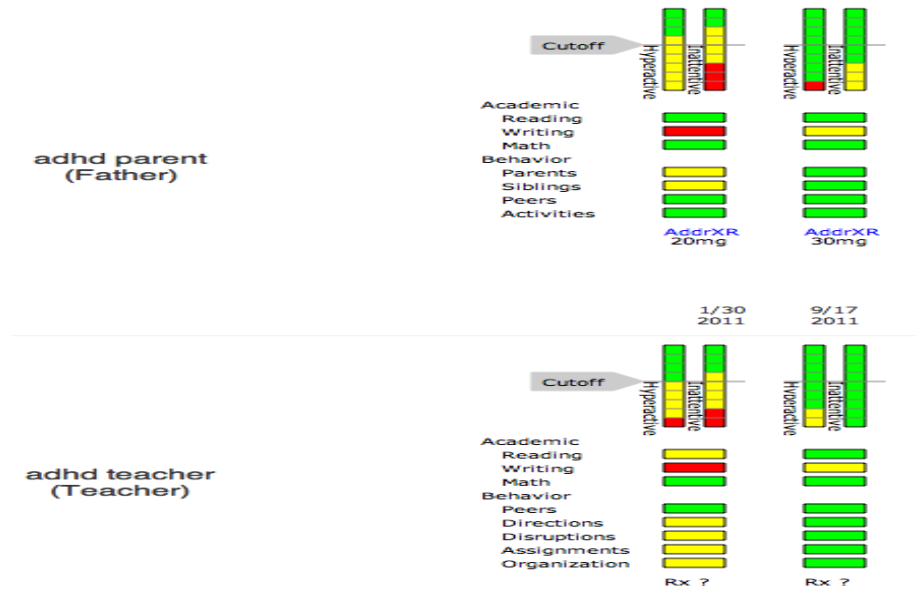 Cutoff
Hyperactive
Inattentive
Hyperactive
Inattentive
Academic
Reading
Writing
Math
Behavior
Parents
Siblings
Peers
Activities
adhd parent
(Father)
AddrXR
20mg
AddrXR
30mg
1/30
2011
9/17
2011
Cutoff
Hyperactive
Inattentive
Hyperactive
Inattentive
Academic
Reading
Writing
Math
Behavior
Peers
Directions
Disruptions
Assignments
Organization
adhd teacher
(Teacher)
Rx ?
Rx ?